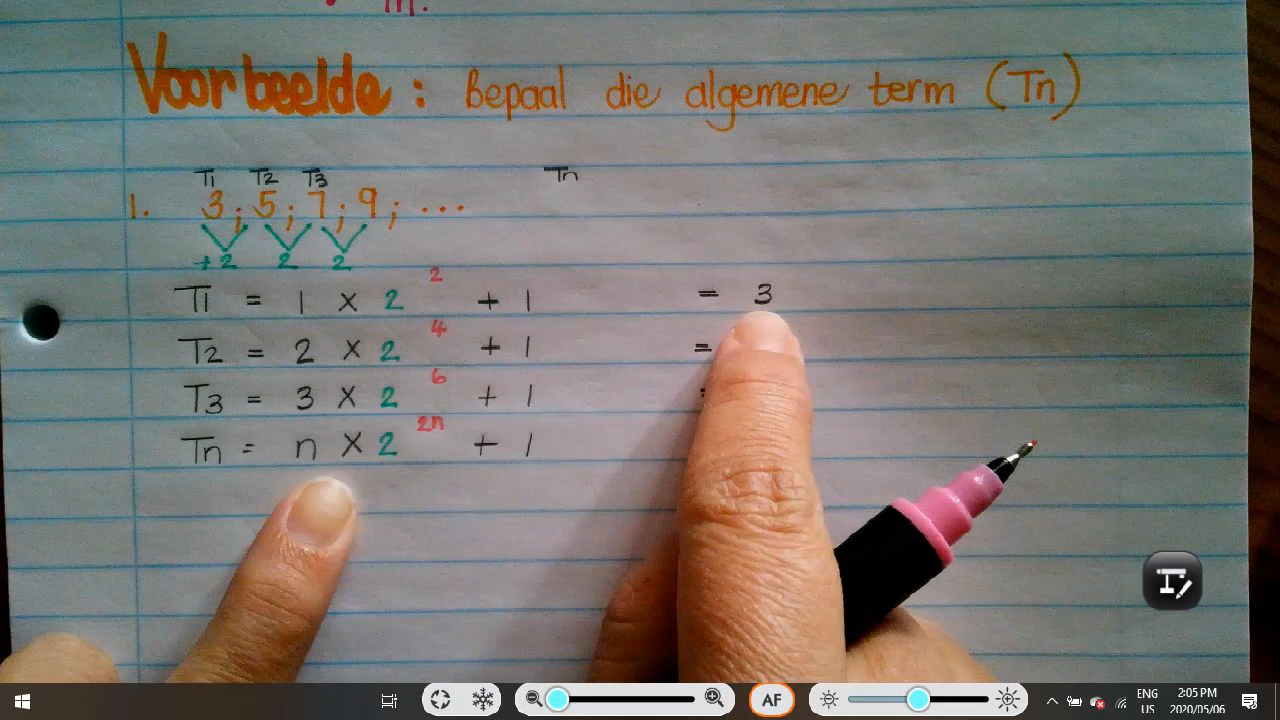 Tn.
Voorbeelde : Bepaal die algemene term (Tn)
T1 T2 T3 Tn
1. 3 ; 5 ; 7 ; 9 ; ...
+2 2 2
2
T1 = 1 × 2 + 1 = 3
4
T2 = 2 × 2 + 1 =
6
T3 = 3 × 2 + 1
2n
Tn = n × 2 + 1
AF
ENG
US
2:05 PM
2020/05/06